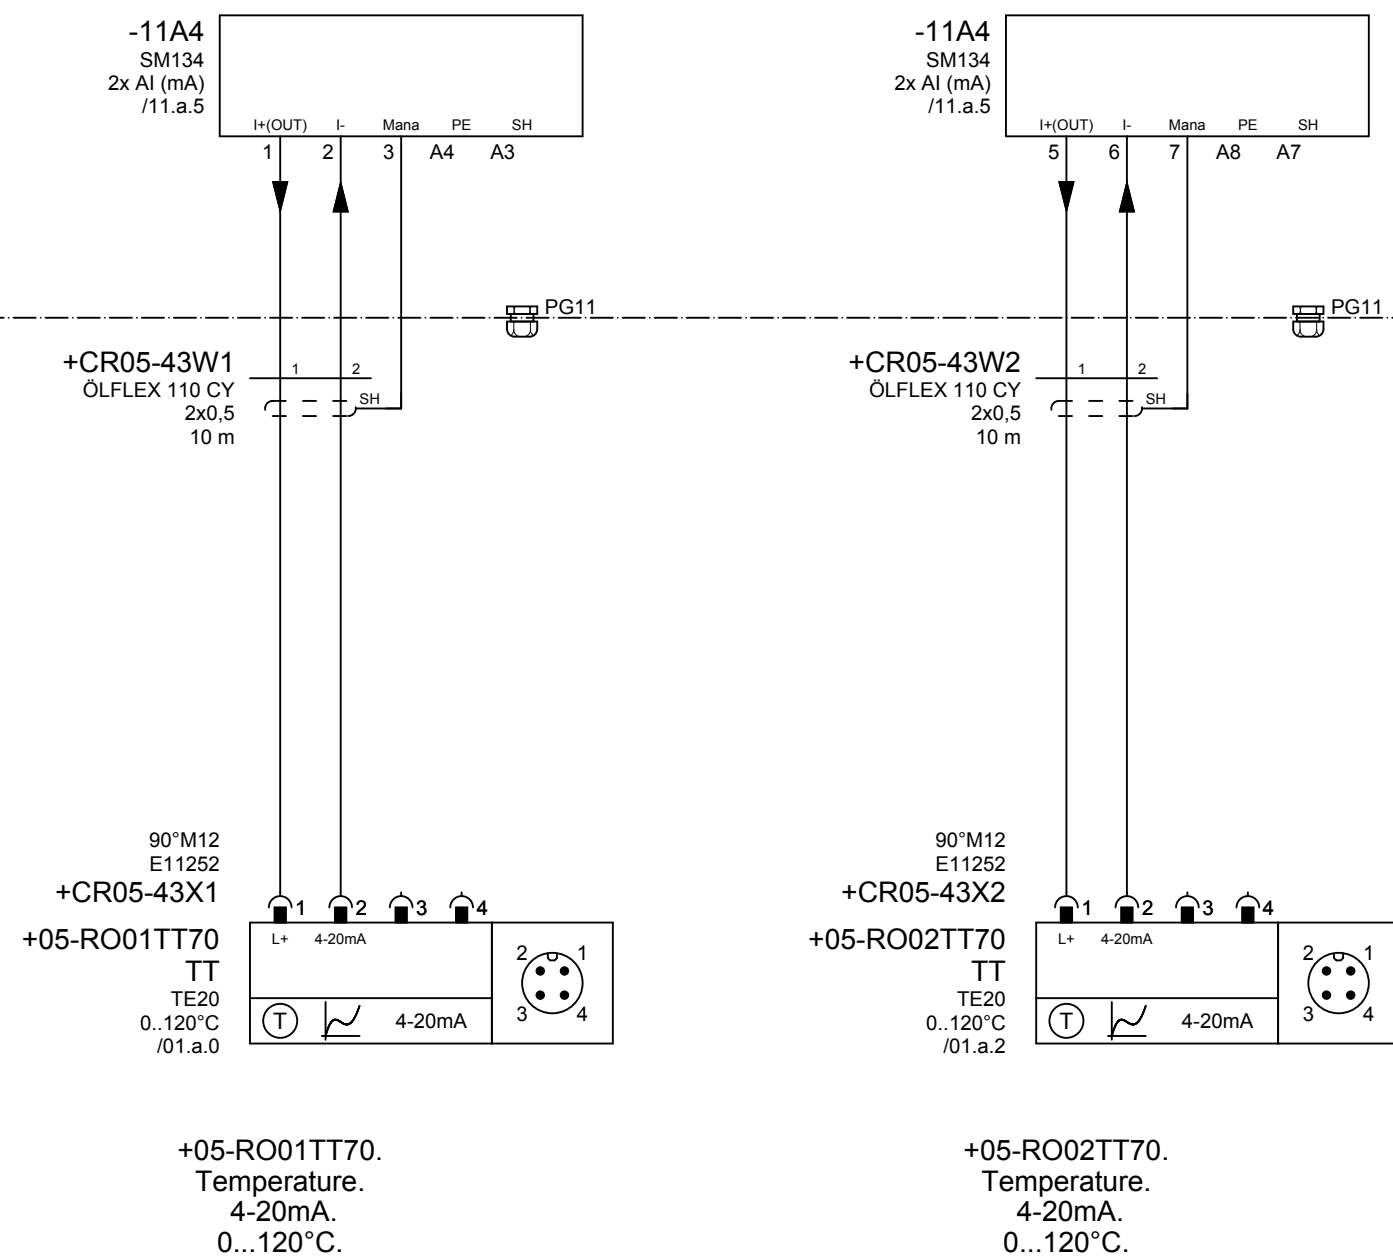 -11A4
SM134
2x AI (mA)
/11.a.5
I+(OUT) I- Mana PE SH
1 2 3 A4 A3
PG11
+CR05-43W1
ÖLFLEX 110 CY
2x0,5
10 m
1 2
SH
90°M12
E11252
+CR05-43X1
1 2 3 4
+05-RO01TT70
TT
TE20
0..120°C
/01.a.0
L+ 4-20mA
T 4-20mA
2 1
3 4
+05-RO01TT70.
Temperature.
4-20mA.
0...120°C.
-11A4
SM134
2x AI (mA)
/11.a.5
I+(OUT) I- Mana PE SH
5 6 7 A8 A7
PG11
+CR05-43W2
ÖLFLEX 110 CY
2x0,5
10 m
1 2
SH
90°M12
E11252
+CR05-43X2
1 2 3 4
+05-RO02TT70
TT
TE20
0..120°C
/01.a.2
L+ 4-20mA
T 4-20mA
2 1
3 4
+05-RO02TT70.
Temperature.
4-20mA.
0...120°C.